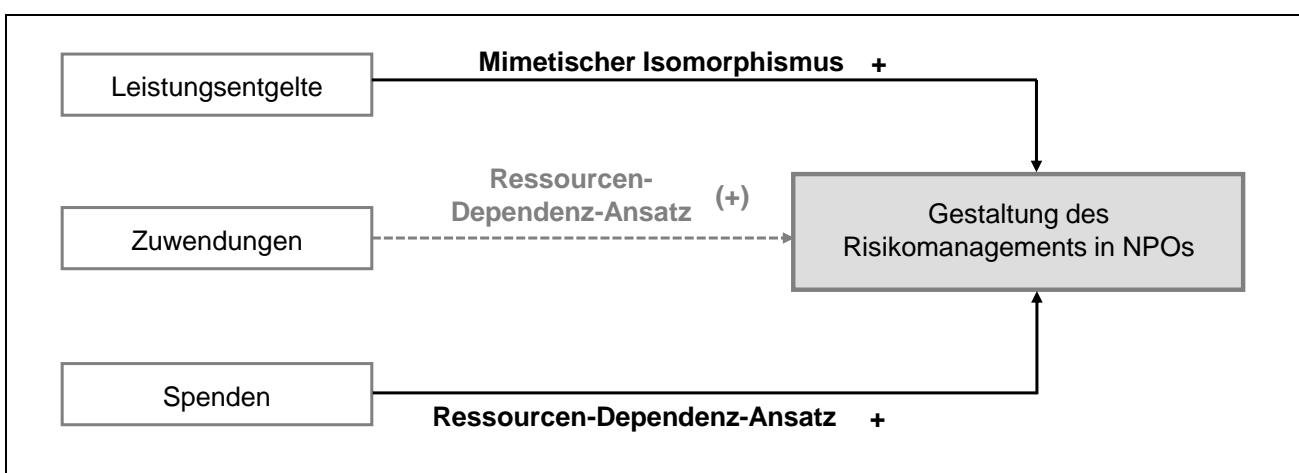 Mimetischer Isomorphismus +
Leistungsentgelte
Ressourcen-
Dependenz-Ansatz (+)
Zuwendungen
Gestaltung des
Risikomanagements in NPOs
Spenden
Ressourcen-Dependenz-Ansatz +